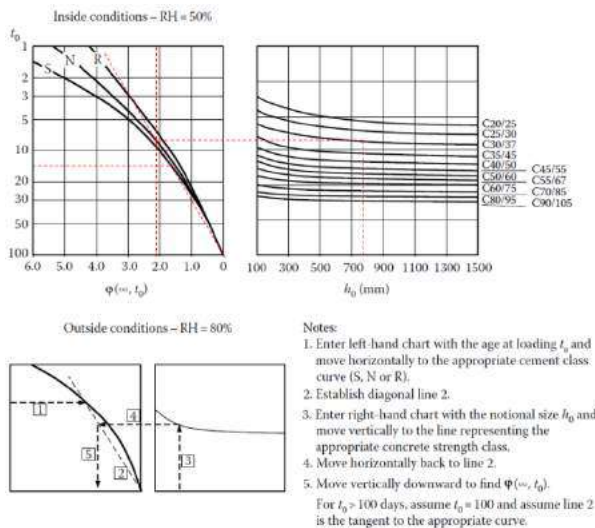 Inside conditions – RH = 50%
t0
1
2
3
5
10
20
30
50
100
S
N
R
6.0 5.0 4.0 3.0 2.0 1.0 0
φ(∞, t0)
C20/25
C25/30
C30/37
C35/45
C40/50 C45/55
C50/60 C55/67
C60/75 C70/85
C80/95 C90/105
100 300 500 700 900 1100 1300 1500
h0 (mm)
Outside conditions – RH = 80%
1
2
3
4
5
Notes:
1. Enter left-hand chart with the age at loading t0 and
move horizontally to the appropriate cement class
curve (S, N or R).
2. Establish diagonal line 2.
3. Enter right-hand chart with the notional size h0 and
move vertically to the line representing the
appropriate concrete strength class.
4. Move horizontally back to line 2.
5. Move vertically downward to find φ(∞, t0).
For t0 > 100 days, assume t0 = 100 and assume line 2
is the tangent to the appropriate curve.